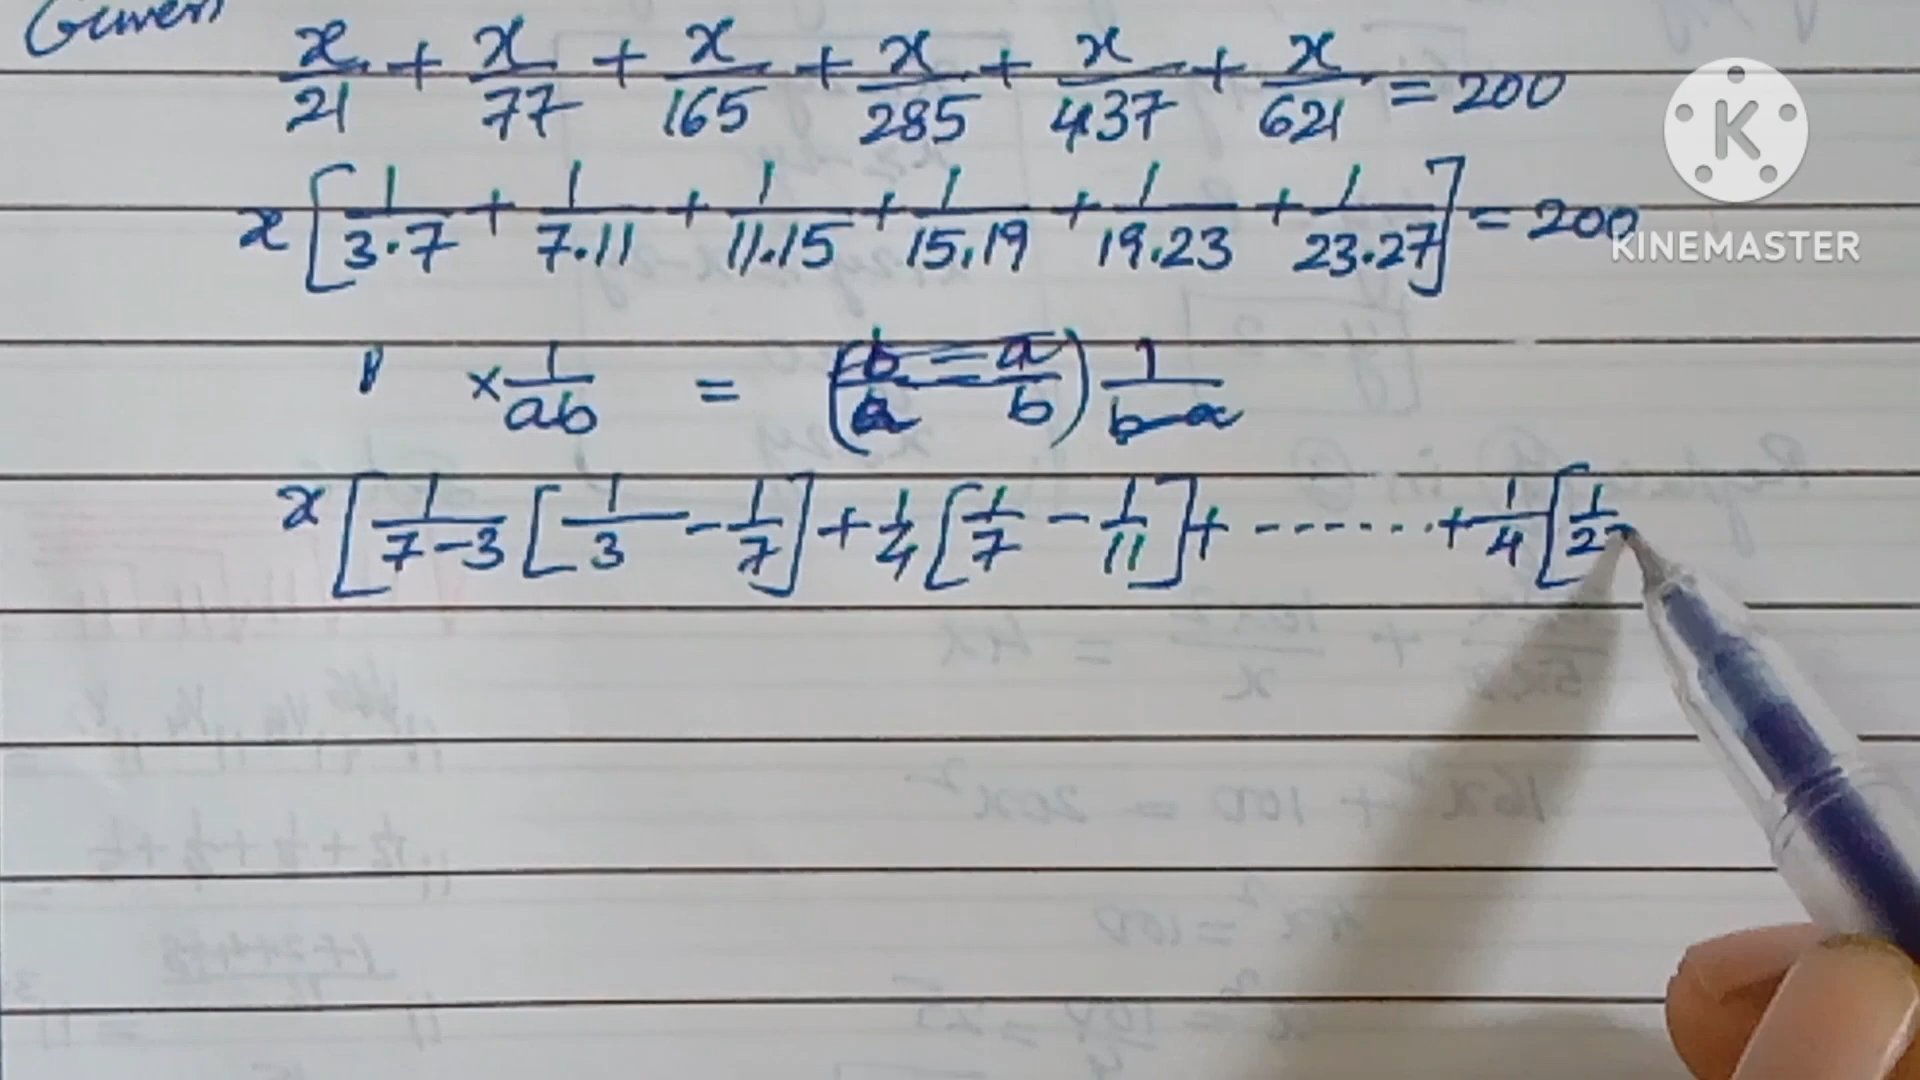 Given
x/21 + x/77 + x/165 + x/285 + x/437 + x/621 = 200
x[1/3·7 + 1/7·11 + 1/11·15 + 1/15·19 + 1/19·23 + 1/23·27] = 200
K
KINEMASTER
× 1/ab = (b/a = a/b) 1/b-a
x[1/7-3 [1/3 - 1/7] + 1/4 [1/7 - 1/11] + ------- + 1/4 [1/2